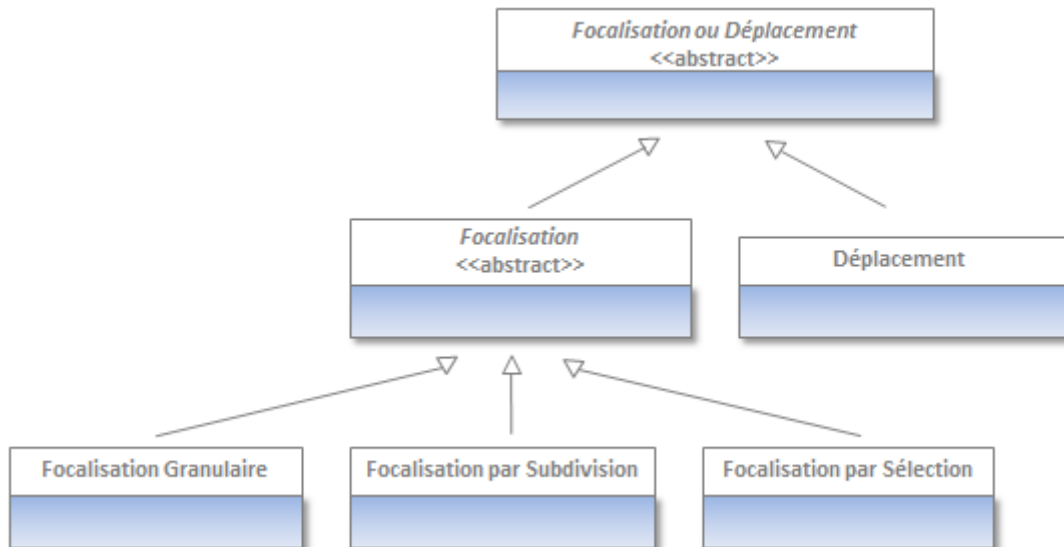 Focalisation ou Déplacement
<<abstract>>
Focalisation
<<abstract>>
Déplacement
Focalisation Granulaire
Focalisation par Subdivision
Focalisation par Sélection